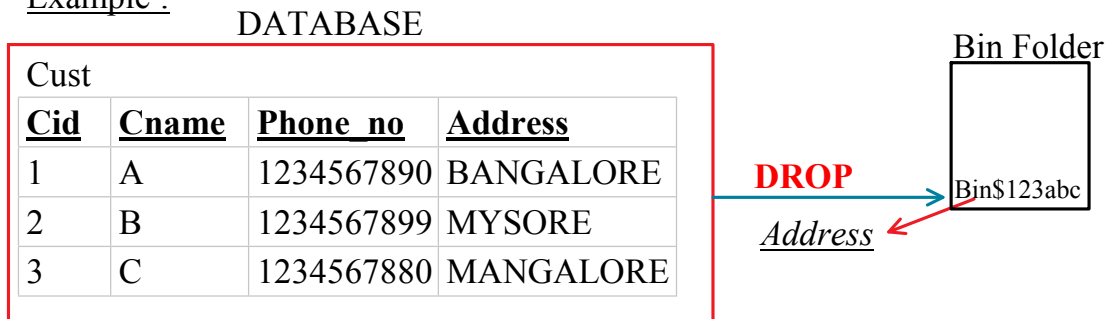 Example :
DATABASE
Bin Folder
Cust
Cid Cname Phone_no Address
1 A 1234567890 BANGALORE
2 B 1234567899 MYSORE
3 C 1234567880 MANGALORE
DROP
Bin$123abc
Address